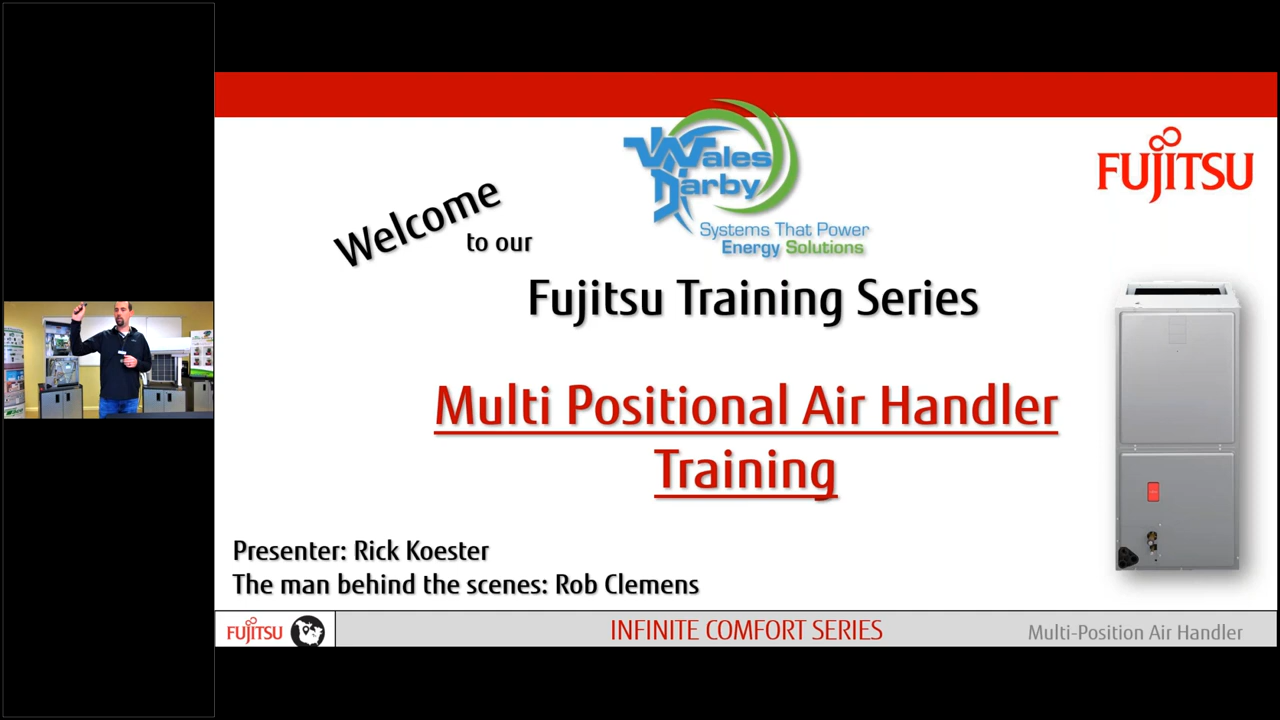 Wales
Darby
Systems That Power
Energy Solutions
FUJITSU
Welcome
to our
Fujitsu Training Series
Multi Positional Air Handler
Training
Presenter: Rick Koester
The man behind the scenes: Rob Clemens
FUJITSU
INFINITE COMFORT SERIES
Multi-Position Air Handler